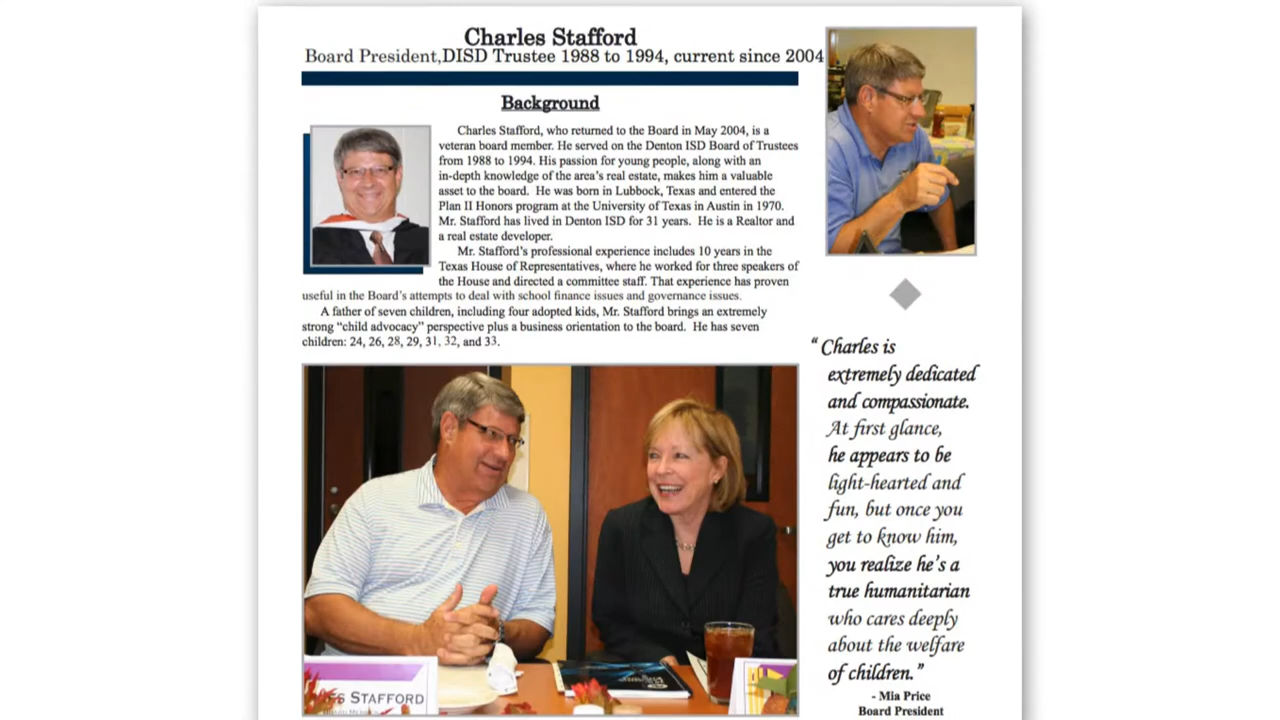 Charles Stafford
Board President,DISD Trustee 1988 to 1994, current since 2004
Background
Charles Stafford, who returned to the Board in May 2004, is a
veteran board member. He served on the Denton ISD Board of Trustees
from 1988 to 1994. His passion for young people, along with an
in-depth knowledge of the area's real estate, makes him a valuable
asset to the board. He was born in Lubbock, Texas and entered the
Plan II Honors program at the University of Texas in Austin in 1970.
Mr. Stafford has lived in Denton ISD for 31 years. He is a Realtor and
a real estate developer.
Mr. Stafford's professional experience includes 10 years in the
Texas House of Representatives, where he worked for three speakers of
the House and directed a committee staff. That experience has proven
useful in the Board's attempts to deal with school finance issues and governance issues.
A father of seven children, including four adopted kids, Mr. Stafford brings an extremely
strong “child advocacy” perspective plus a business orientation to the board. He has seven
children: 24, 26, 28, 29, 31, 32, and 33.
STAFFORD
“Charles is
extremely dedicated
and compassionate.
At first glance,
he appears to be
light-hearted and
fun, but once you
get to know him,
you realize he's a
true humanitarian
who cares deeply
about the welfare
of children.”
- Mia Price
Board President